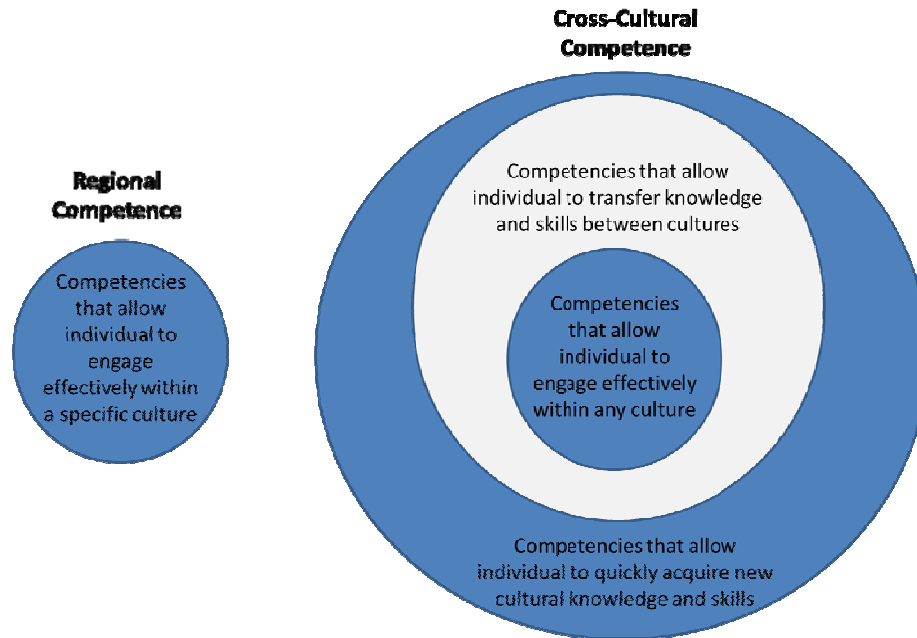 Cross-Cultural
Competence
Competencies that allow
individual to transfer knowledge
and skills between cultures
Regional
Competence
Competencies
that allow
individual to
engage
effectively within
a specific culture
Competencies
that allow
individual to
engage effectively
within any culture
Competencies that allow
individual to quickly acquire new
cultural knowledge and skills